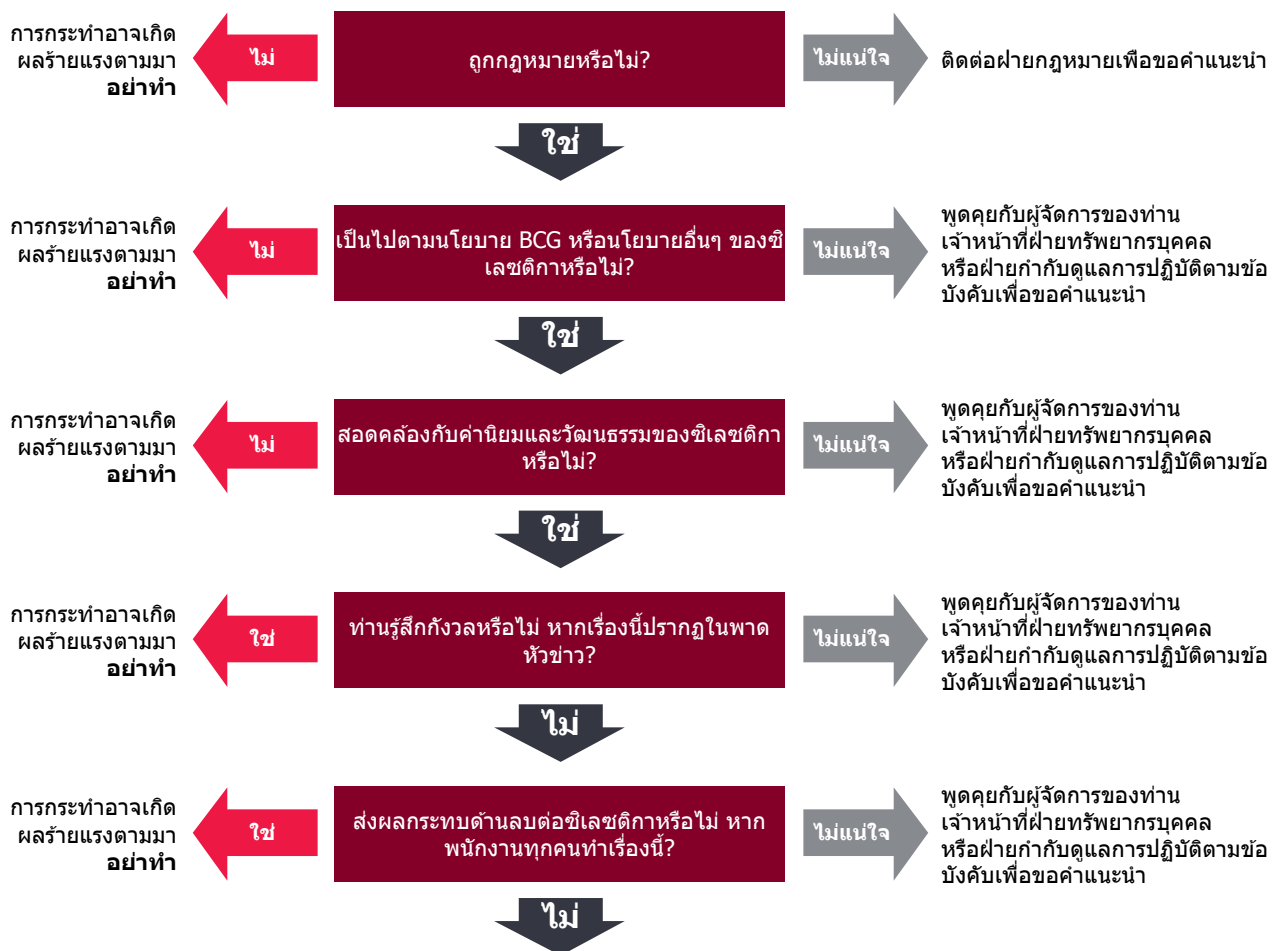 การกระทำอาจเกิด
ผลร้ายแรงตามมา
อย่าทำ
ไม่
ถูกกฎหมายหรือไม่?
ไม่แน่ใจ
ติดต่อฝ่ายกฎหมายเพื่อขอคำแนะนำ
ใช่
การกระทำอาจเกิด
ผลร้ายแรงตามมา
อย่าทำ
ไม่
เป็นไปตามนโยบาย BCG หรือนโยบายอื่นๆ ของซิ
เลซติกาหรือไม่?
ไม่แน่ใจ
พูดคุยกับผู้จัดการของท่าน
เจ้าหน้าที่ฝ่ายทรัพยากรบุคคล
หรือฝ่ายกำกับดูแลการปฏิบัติตามข้อ
บังคับเพื่อขอคำแนะนำ
ใช่
การกระทำอาจเกิด
ผลร้ายแรงตามมา
อย่าทำ
ไม่
สอดคล้องกับค่านิยมและวัฒนธรรมของซิเลซติกา
หรือไม่?
ไม่แน่ใจ
พูดคุยกับผู้จัดการของท่าน
เจ้าหน้าที่ฝ่ายทรัพยากรบุคคล
หรือฝ่ายกำกับดูแลการปฏิบัติตามข้อ
บังคับเพื่อขอคำแนะนำ
ใช่
การกระทำอาจเกิด
ผลร้ายแรงตามมา
อย่าทำ
ใช่
ท่านรู้สึกกังวลหรือไม่ หากเรื่องนี้ปรากฏในพาด
หัวข่าว?
ไม่แน่ใจ
พูดคุยกับผู้จัดการของท่าน
เจ้าหน้าที่ฝ่ายทรัพยากรบุคคล
หรือฝ่ายกำกับดูแลการปฏิบัติตามข้อ
บังคับเพื่อขอคำแนะนำ
ไม่
การกระทำอาจเกิด
ผลร้ายแรงตามมา
อย่าทำ
ใช่
ส่งผลกระทบด้านลบต่อซิเลซติกาหรือไม่ หาก
พนักงานทุกคนทำเรื่องนี้?
ไม่แน่ใจ
พูดคุยกับผู้จัดการของท่าน
เจ้าหน้าที่ฝ่ายทรัพยากรบุคคล
หรือฝ่ายกำกับดูแลการปฏิบัติตามข้อ
บังคับเพื่อขอคำแนะนำ
ไม่